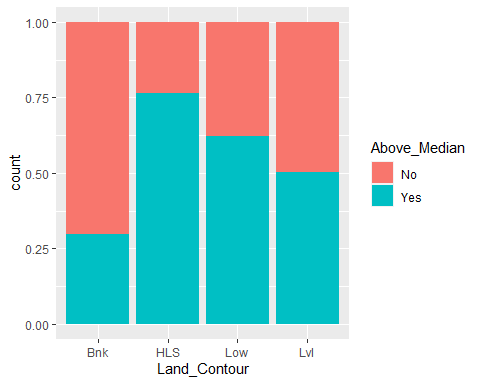 1.00
0.75
0.50
0.25
0.00
count
Bnk HLS Low Lvl
Land_Contour
Above_Median
No
Yes